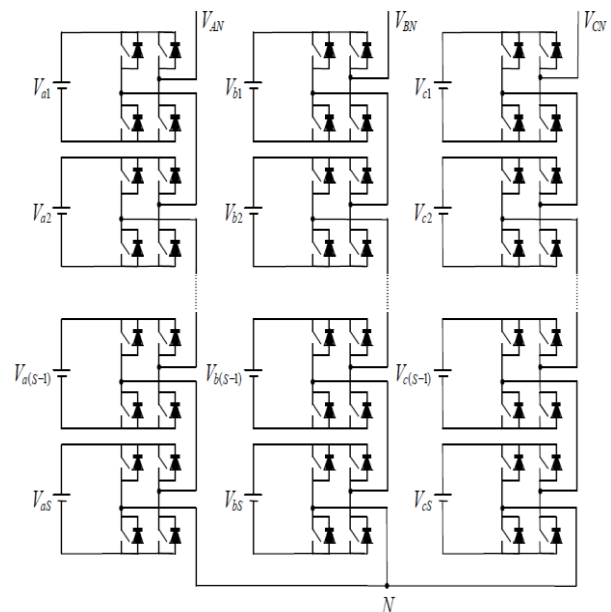 V_AN V_BN V_CN
V_a1 V_b1 V_c1
V_a2 V_b2 V_c2
V_a(S−1) V_b(S−1) V_c(S−1)
V_aS V_bS V_cS
N